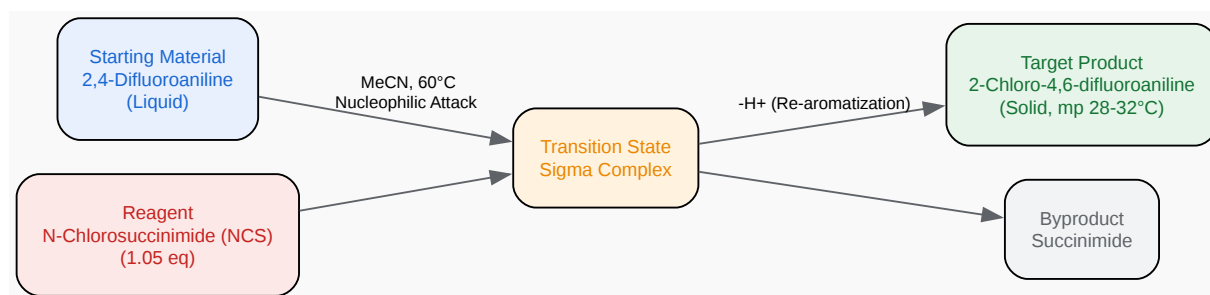 Starting Material
2,4-Difluoroaniline
(Liquid)
Reagent
N-Chlorosuccinimide (NCS)
(1.05 eq)
MeCN, 60°C
Nucleophilic Attack
Transition State
Sigma Complex
-H+ (Re-aromatization)
Target Product
2-Chloro-4,6-difluoroaniline
(Solid, mp 28-32°C)
Byproduct
Succinimide